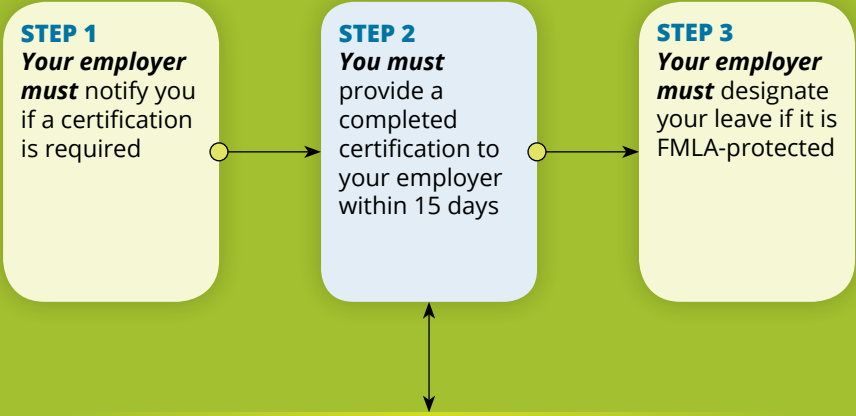 STEP 1
Your employer
must notify you
if a certification
is required
STEP 2
You must
provide a
completed
certification to
your employer
within 15 days
STEP 3
Your employer
must designate
your leave if it is
FMLA-protected